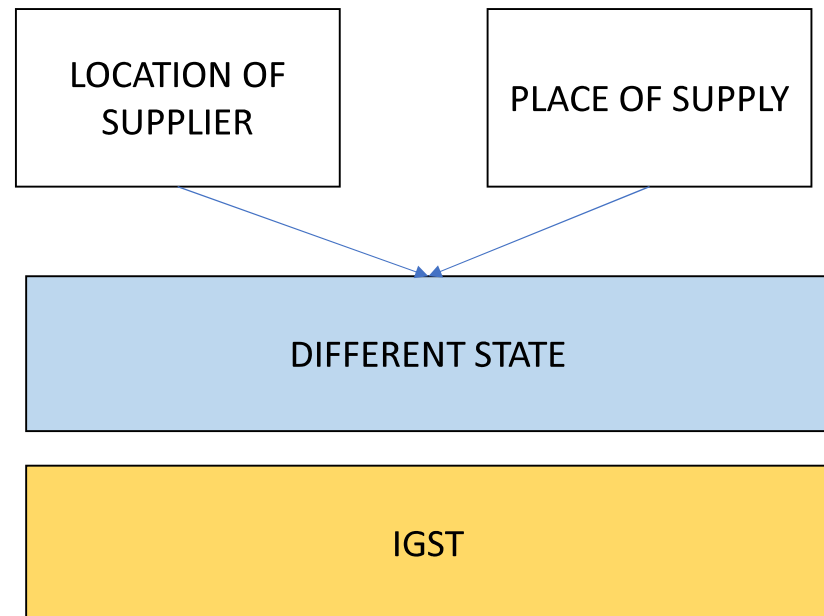 LOCATION OF
SUPPLIER
PLACE OF SUPPLY
DIFFERENT STATE
IGST